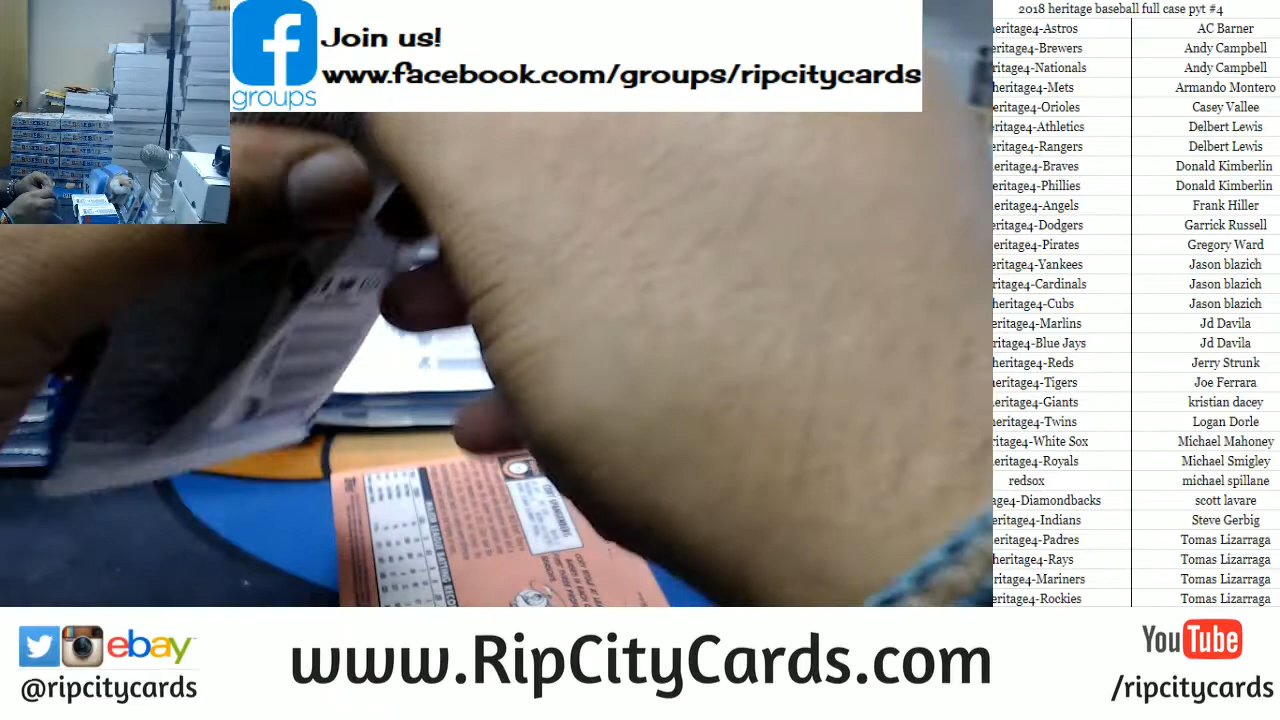 Join us!
www.facebook.com/groups/ripcitycards
groups
2018 heritage baseball full case pyt #4
eritage4-Astros AC Barner
eritage4-Brewers Andy Campbell
ritage4-Nationals Andy Campbell
heritage4-Mets Armando Montero
eritage4-Orioles Casey Vallee
ritage4-Athletics Delbert Lewis
eritage4-Rangers Delbert Lewis
eritage4-Braves Donald Kimberlin
eritage4-Phillies Donald Kimberlin
eritage4-Angels Frank Hiller
eritage4-Dodgers Garrick Russell
eritage4-Pirates Gregory Ward
eritage4-Yankees Jason blazich
ritage4-Cardinals Jason blazich
heritage4-Cubs Jason blazich
eritage4-Marlins Jd Davila
ritage4-Blue Jays Jd Davila
heritage4-Reds Jerry Strunk
eritage4-Tigers Joe Ferrara
eritage4-Giants kristian dacey
eritage4-Twins Logan Dorle
ritage4-White Sox Michael Mahoney
eritage4-Royals Michael Smigley
redsox michael spillane
age4-Diamondbacks scott lavare
eritage4-Indians Steve Gerbig
eritage4-Padres Tomas Lizarraga
heritage4-Rays Tomas Lizarraga
ritage4-Mariners Tomas Lizarraga
eritage4-Rockies Tomas Lizarraga
MAJOR LEAGUE BATTING
ebay
@ripcitycards
www.RipCityCards.com
YouTube
/ripcitycards